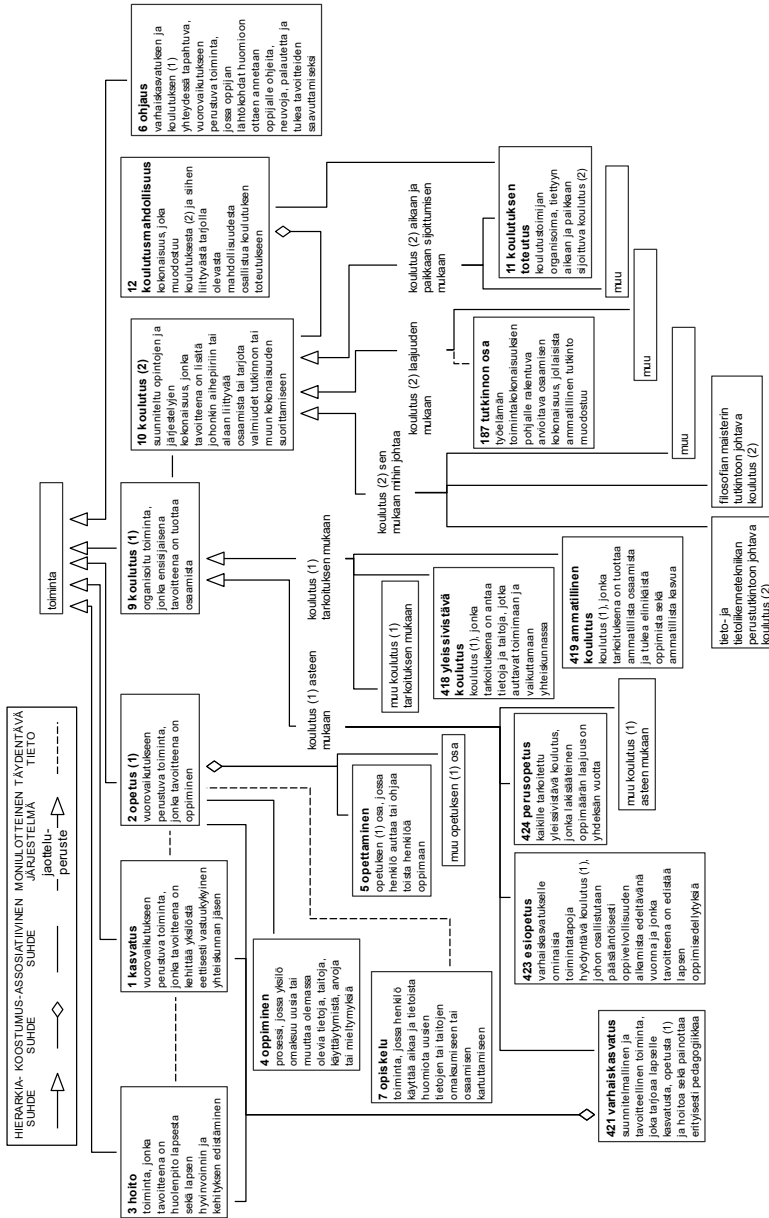 HIERARKIA- KOOSTUMUS- ASSOSIATIIVINEN MONIULOTTEINEN TÄYDENTÄVÄ
SUHDE SUHDE SUHDE JÄRJESTELMÄ TIETO
jaottelu-
peruste
toiminta
3 hoito
toiminta, jonka
tavoitteena on
huolenpito lapsesta
sekä lapsen
hyvinvoinnin ja
kehityksen edistäminen
1 kasvatus
vuorovaikutukseen
perustuva toiminta,
jonka tavoitteena on
kehittää yksilöstä
eettisesti vastuukykyinen
yhteiskunnan jäsen
2 opetus (1)
vuorovaikutukseen
perustuva toiminta,
jonka tavoitteena on
oppiminen
9 koulutus (1)
organisoitu toiminta,
jonka ensisijaisena
tavoitteena on tuottaa
osaamista
10 koulutus (2)
suunniteltu opintojen ja
järjestelyjen
kokonaisuus, jonka
tavoitteena on lisätä
johonkin aihepiiriin tai
alaan liittyvää
osaamista tai tarjota
valmiudet tutkinnon tai
muun kokonaisuuden
suorittamiseen
12
koulutusmahdollisuus
kokonaisuus, joka
muodostuu
koulutuksesta (2) ja siihen
liittyvästä tarjolla
olevasta
mahdollisuudesta
osallistua koulutuksen
toteutukseen
6 ohjaus
varhaiskasvatuksen ja
koulutuksen (1)
yhteydessä tapahtuva,
vuorovaikutukseen
perustuva toiminta,
jossa oppijan
lähtökohdat huomioon
ottaen annetaan
oppijalle ohjeita,
neuvoja, palautetta ja
tukea tavoitteiden
saavuttamiseksi
4 oppiminen
prosessi, jossa yksilö
omaksuu uusia tai
muuttaa olemassa
olevia tietoja, taitoja,
käyttäytymistä, arvoja
tai mieltymyksiä
7 opiskelu
toiminta, jossa henkilö
käyttää aikaa ja tietoista
huomiota uusien
tietojen tai taitojen
omaksumiseen tai
osaamisen
kartuttamiseen
5 opettaminen
opetuksen (1) osa, jossa
henkilö auttaa tai ohjaa
toista henkilöä
oppimaan
muu opetuksen (1) osa
koulutus (1) asteen
mukaan
koulutus (1)
tarkoituksen mukaan
muu koulutus (1)
tarkoituksen mukaan
418 yleissivistävä
koulutus
koulutus (1), jonka
tarkoituksena on antaa
tietoja ja taitoja, jotka
auttavat toimimaan ja
vaikuttamaan
yhteiskunnassa
419 ammatillinen
koulutus
koulutus (1), jonka
tarkoituksena on tuottaa
ammatillista osaamista
ja tukea elinikäistä
oppimista sekä
ammatillista kasvua
koulutus (2) sen
mukaan mihin johtaa
koulutus (2) laajuuden
mukaan
koulutus (2) aikaan ja
paikkaan sijoittumisen
mukaan
187 tutkinnon osa
työelämän
toimintakokonaisuuksien
pohjalle rakentuva
arvioitava osaamisen
kokonaisuus, jollaisista
ammatillinen tutkinto
muodostuu
11 koulutuksen
toteutus
koulutustoimijan
organisoima, tiettyyn
aikaan ja paikkaan
sijoittuva koulutus (2)
muu
muu
muu
421 varhaiskasvatus
suunnitelmallinen ja
tavoitteellinen toiminta,
joka tarjoaa lapselle
kasvatusta, opetusta (1)
ja hoitoa sekä painottaa
erityisesti pedagogiikkaa
423 esiopetus
varhaiskasvatukselle
ominaisia
toimintatapoja
hyödyntävä koulutus (1),
johon osallistutaan
pääsääntöisesti
oppivelvollisuuden
alkamista edeltävänä
vuonna ja jonka
tavoitteena on edistää
lapsen
oppimisedellytyksiä
424 perusopetus
kaikille tarkoitettu
yleissivistävä koulutus,
jonka lakisääteinen
oppimäärän laajuus on
yhdeksän vuotta
muu koulutus (1)
asteen mukaan
tieto- ja
tietoliikennetekniikan
perustutkintoon johtava
koulutus (2)
filosofian maisterin
tutkintoon johtava
koulutus (2)